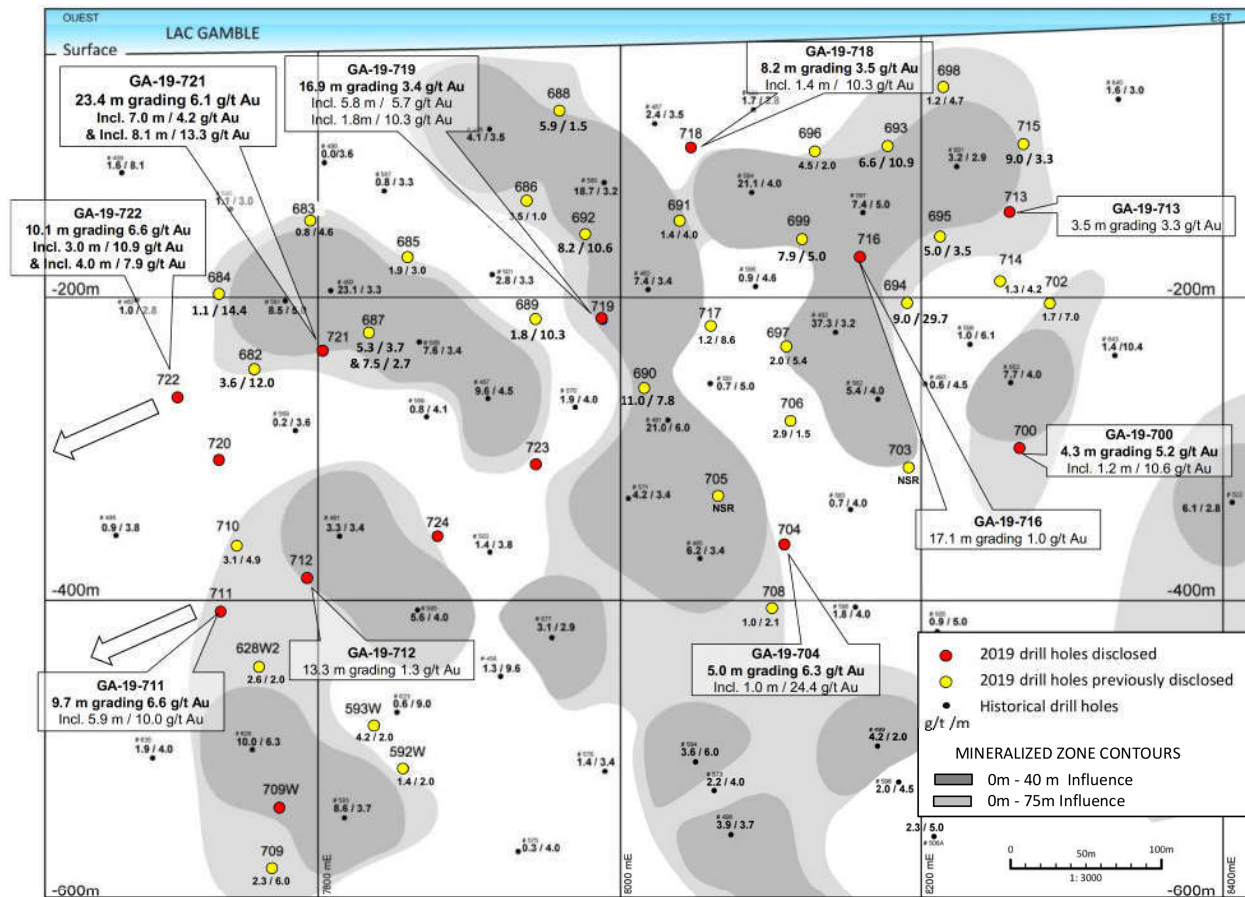 OUEST
EST
LAC GAMBLE
Surface
GA-19-721
23.4 m grading 6.1 g/t Au
Incl. 7.0 m / 4.2 g/t Au
& Incl. 8.1 m / 13.3 g/t Au
GA-19-719
16.9 m grading 3.4 g/t Au
Incl. 5.8 m / 5.7 g/t Au
Incl. 1.8m / 10.3 g/t Au
GA-19-718
8.2 m grading 3.5 g/t Au
Incl. 1.4 m / 10.3 g/t Au
GA-19-722
10.1 m grading 6.6 g/t Au
Incl. 3.0 m / 10.9 g/t Au
& Incl. 4.0 m / 7.9 g/t Au
GA-19-713
3.5 m grading 3.3 g/t Au
688
5.9 / 1.5
4.1 / 3.5
2.4 / 3.5
718
698
1.2 / 4.7
1.6 / 3.0
696
4.5 / 2.0
693
6.6 / 10.9
715
9.0 / 3.3
3.2 / 2.9
713
1.6 / 8.1
0.0/3.6
0.8 / 3.3
18.7 / 3.2
21.1 / 4.0
7.4 / 5.0
683
0.8 / 4.6
686
3.5 / 1.0
692
8.2 / 10.6
691
1.4 / 4.0
699
7.9 / 5.0
716
695
5.0 / 3.5
685
1.9 / 3.0
684
1.1 / 14.4
1.0 / 2.8
23.1 / 3.3
2.8 / 3.3
7.4 / 3.4
0.9 / 4.6
714
1.3 / 4.2
702
1.7 / 7.0
-200m
-200m
721
687
5.3 / 3.7
& 7.5 / 2.7
7.6 / 3.4
689
1.8 / 10.3
719
717
1.2 / 8.6
697
2.0 / 5.4
37.3 / 3.2
694
9.0 / 29.7
1.0 / 6.1
1.4 / 10.4
682
3.6 / 12.0
722
9.6 / 4.5
1.9 / 4.0
690
11.0 / 7.8
0.7 / 5.0
5.4 / 4.0
0.6 / 4.5
7.7 / 4.0
0.2 / 3.6
0.8 / 4.1
21.0 / 6.0
706
2.9 / 1.5
703
NSR
700
GA-19-700
4.3 m grading 5.2 g/t Au
Incl. 1.2 m / 10.6 g/t Au
720
723
705
NSR
4.2 / 3.4
0.7 / 4.0
6.1 / 2.8
GA-19-716
17.1 m grading 1.0 g/t Au
0.9 / 3.8
710
3.1 / 4.9
3.3 / 3.4
724
1.4 / 3.8
6.2 / 3.4
704
712
-400m
-400m
711
5.6 / 4.0
3.1 / 2.9
708
1.0 / 2.1
1.8 / 4.0
0.9 / 5.0
GA-19-712
13.3 m grading 1.3 g/t Au
GA-19-704
5.0 m grading 6.3 g/t Au
Incl. 1.0 m / 24.4 g/t Au
GA-19-711
9.7 m grading 6.6 g/t Au
Incl. 5.9 m / 10.0 g/t Au
628W2
2.6 / 2.0
1.3 / 9.6
0.6 / 9.0
593W
4.2 / 2.0
592W
1.4 / 2.0
1.9 / 4.0
10.0 / 6.3
1.4 / 3.4
3.6 / 6.0
2.2 / 4.0
4.2 / 2.0
2.0 / 4.5
709W
8.6 / 3.7
3.9 / 3.7
2.3 / 5.0
# 506A
709
2.3 / 6.0
0.3 / 4.0
2019 drill holes disclosed
2019 drill holes previously disclosed
Historical drill holes
g/t /m
MINERALIZED ZONE CONTOURS
0m - 40 m Influence
0m - 75m Influence
0 50m 100m
1: 3000
-600m
-600m
7800 mE
8000 mE
8200 mE
8400 mE